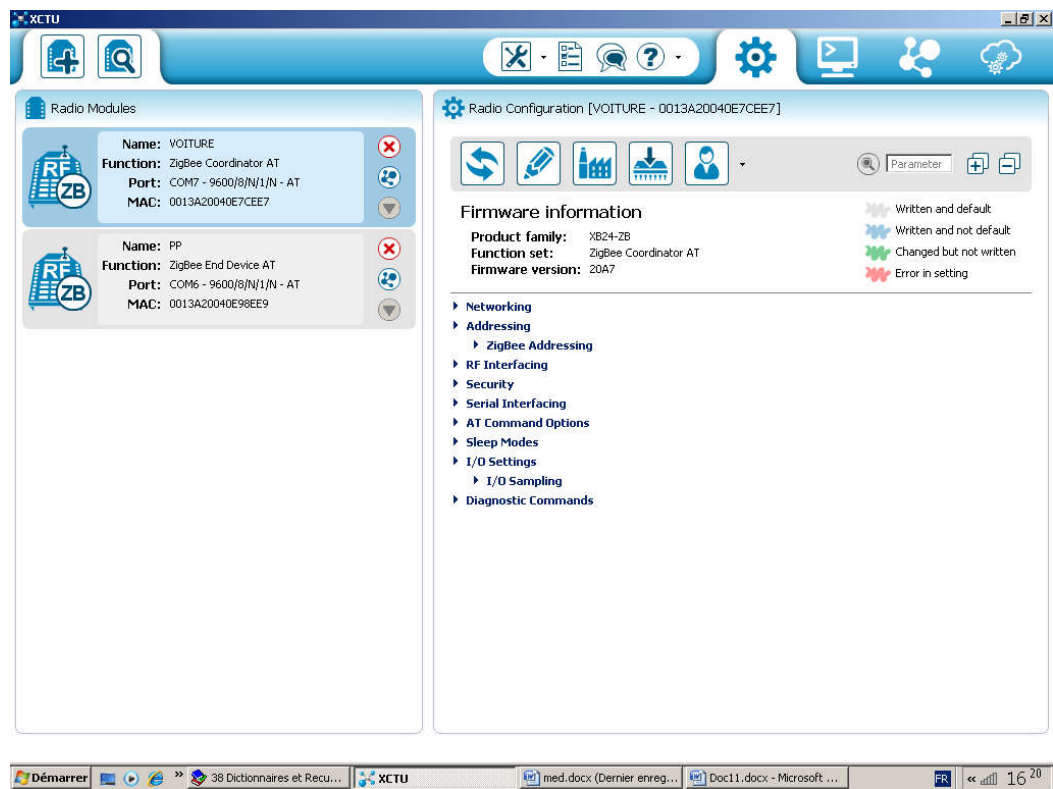 XCTU
Radio Modules
Name: VOITURE
Function: ZigBee Coordinator AT
Port: COM7 - 9600/8/N/1/N - AT
MAC: 0013A20040E7CEE7
RF
ZB
Name: PP
Function: ZigBee End Device AT
Port: COM6 - 9600/8/N/1/N - AT
MAC: 0013A20040E98EE9
RF
ZB
Radio Configuration [VOITURE - 0013A20040E7CEE7]
Parameter
Firmware information
Product family: XB24-ZB
Function set: ZigBee Coordinator AT
Firmware version: 20A7
Written and default
Written and not default
Changed but not written
Error in setting
Networking
Addressing
ZigBee Addressing
RF Interfacing
Security
Serial Interfacing
AT Command Options
Sleep Modes
I/O Settings
I/O Sampling
Diagnostic Commands
Démarrer
38 Dictionnaires et Recu...
XCTU
med.docx (Dernier enreg...
Doc11.docx - Microsoft ...
FR
16 20